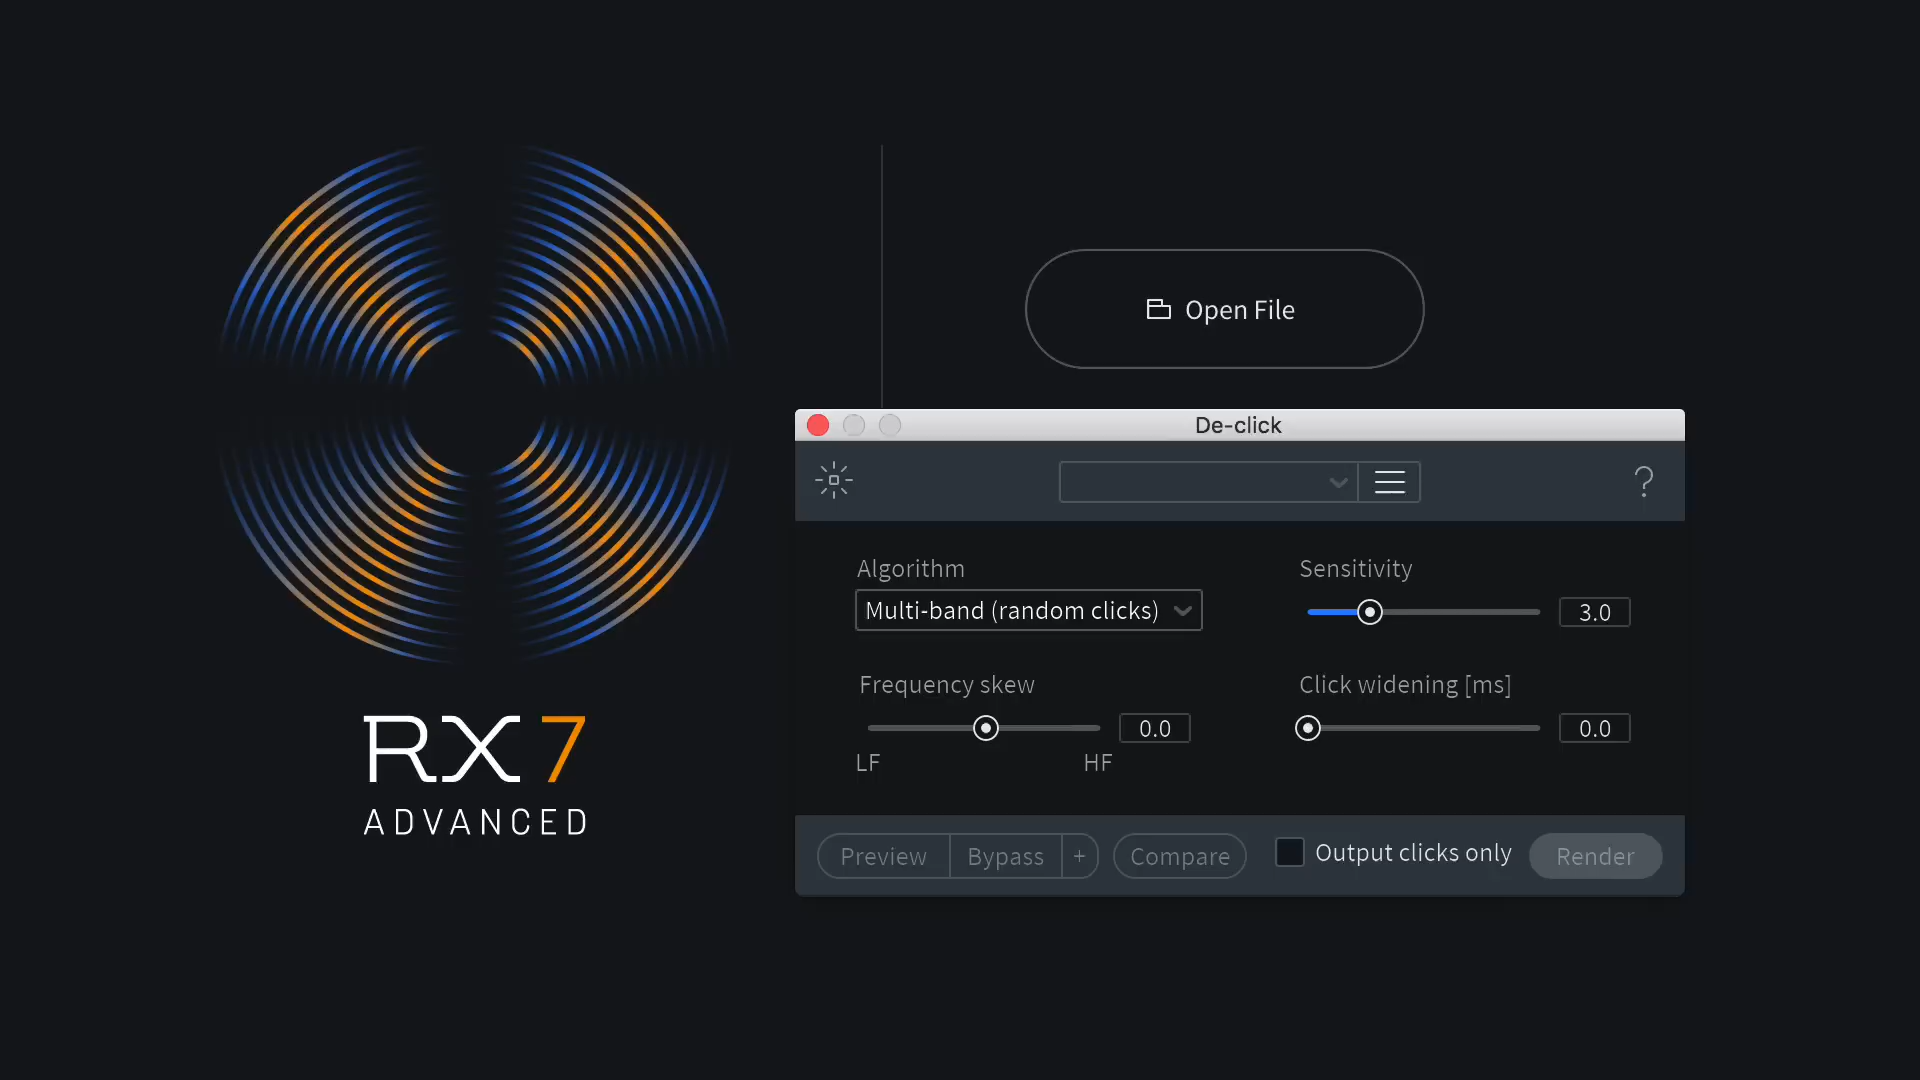 RX 7
ADVANCED
Open File
De-click
?
Algorithm
Multi-band (random clicks)
Sensitivity
3.0
Frequency skew
0.0
LF
HF
Click widening [ms]
0.0
Preview
Bypass
+
Compare
Output clicks only
Render